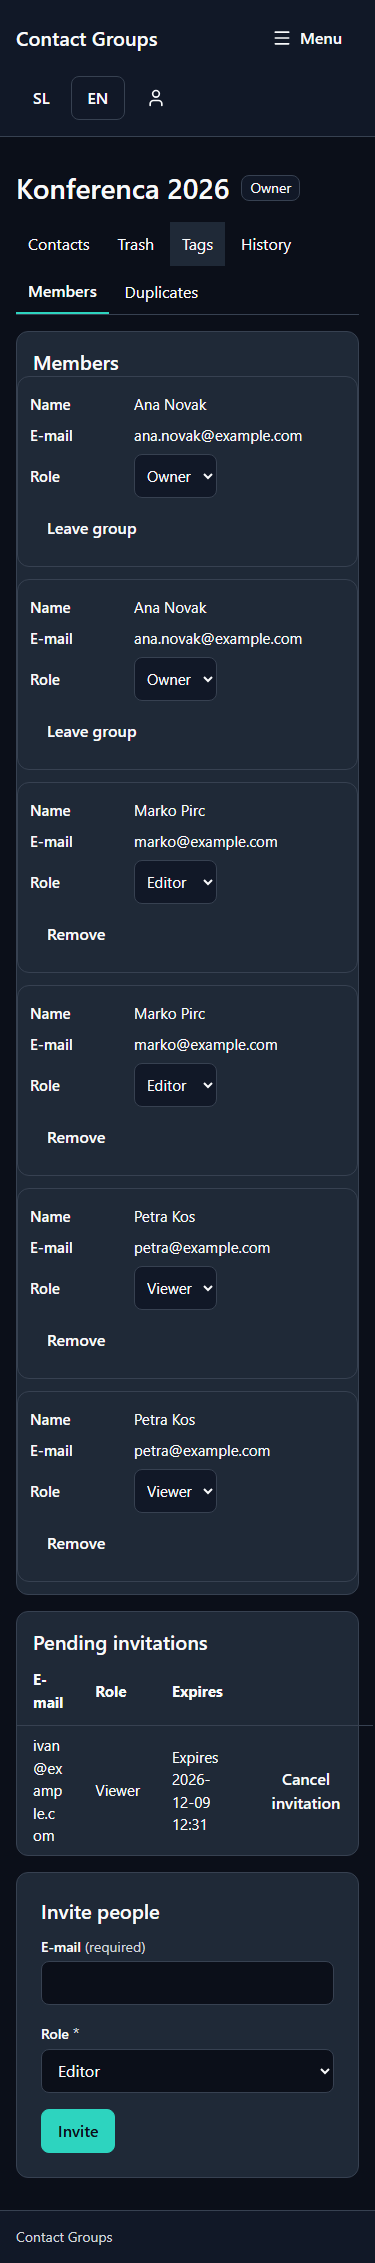 Contact Groups
Menu
SL
EN
Konferenca 2026
Owner
Contacts
Trash
Tags
History
Members
Duplicates
Members
Name
Ana Novak
E-mail
ana.novak@example.com
Role
Owner
Leave group
Name
Ana Novak
E-mail
ana.novak@example.com
Role
Owner
Leave group
Name
Marko Pirc
E-mail
marko@example.com
Role
Editor
Remove
Name
Marko Pirc
E-mail
marko@example.com
Role
Editor
Remove
Name
Petra Kos
E-mail
petra@example.com
Role
Viewer
Remove
Name
Petra Kos
E-mail
petra@example.com
Role
Viewer
Remove
Pending invitations
E-
mail
Role
Expires
ivan
@ex
amp
le.c
om
Viewer
Expires
2026-
12-09
12:31
Cancel
invitation
Invite people
E-mail (required)
Role *
Editor
Invite
Contact Groups